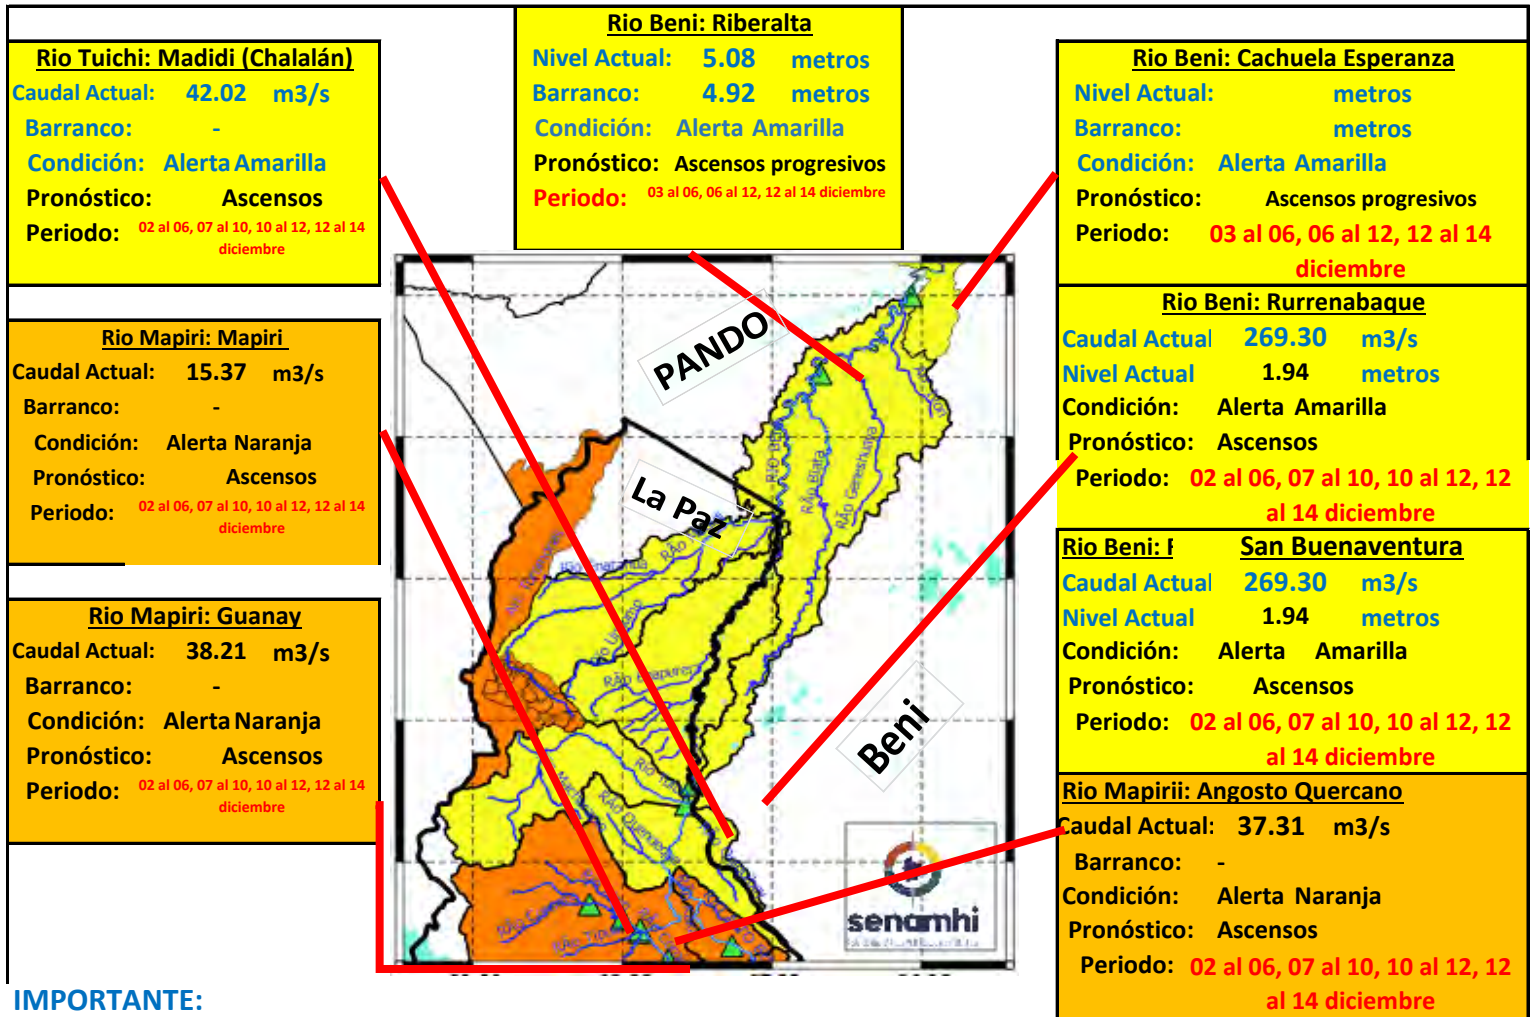 Rio Tuichi: Madidi (Chalalán)
Caudal Actual: 42.02 m3/s
Barranco: -
Condición: Alerta Amarilla
Pronóstico: Ascensos
Periodo: 02 al 06, 07 al 10, 10 al 12, 12 al 14
diciembre
Rio Mapiri: Mapiri
Caudal Actual: 15.37 m3/s
Barranco: -
Condición: Alerta Naranja
Pronóstico: Ascensos
Periodo: 02 al 06, 07 al 10, 10 al 12, 12 al 14
diciembre
Rio Mapiri: Guanay
Caudal Actual: 38.21 m3/s
Barranco: -
Condición: Alerta Naranja
Pronóstico: Ascensos
Periodo: 02 al 06, 07 al 10, 10 al 12, 12 al 14
diciembre
Rio Beni: Riberalta
Nivel Actual: 5.08 metros
Barranco: 4.92 metros
Condición: Alerta Amarilla
Pronóstico: Ascensos progresivos
Periodo: 03 al 06, 06 al 12, 12 al 14 diciembre
PANDO
La Paz
Beni
RÃo Biata
RÃo Geneshuaya
senamhi
Rio Beni: Cachuela Esperanza
Nivel Actual: metros
Barranco: metros
Condición: Alerta Amarilla
Pronóstico: Ascensos progresivos
Periodo: 03 al 06, 06 al 12, 12 al 14
diciembre
Rio Beni: Rurrenabaque
Caudal Actual 269.30 m3/s
Nivel Actual 1.94 metros
Condición: Alerta Amarilla
Pronóstico: Ascensos
Periodo: 02 al 06, 07 al 10, 10 al 12, 12
al 14 diciembre
Rio Beni: San Buenaventura
Caudal Actual 269.30 m3/s
Nivel Actual 1.94 metros
Condición: Alerta Amarilla
Pronóstico: Ascensos
Periodo: 02 al 06, 07 al 10, 10 al 12, 12
al 14 diciembre
Rio Mapirii: Angosto Quercano
Caudal Actual: 37.31 m3/s
Barranco: -
Condición: Alerta Naranja
Pronóstico: Ascensos
Periodo: 02 al 06, 07 al 10, 10 al 12, 12
al 14 diciembre
IMPORTANTE: